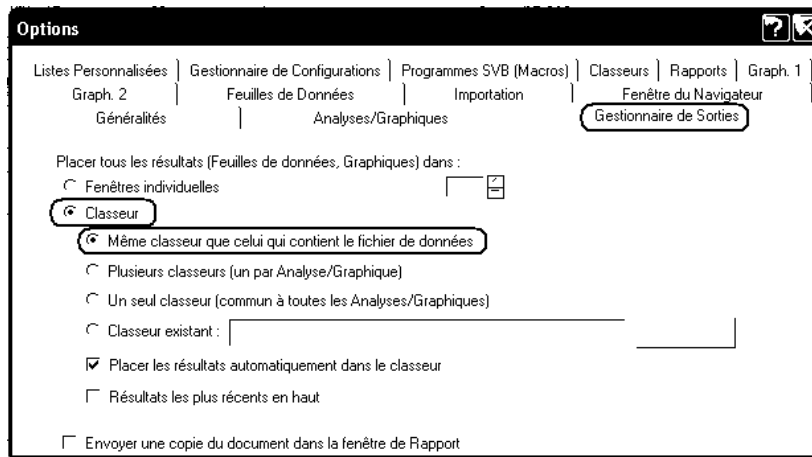 Options
Listes Personnalisées Gestionnaire de Configurations Programmes SVB (Macros) Classeurs Rapports Graph. 1
Graph. 2 Feuilles de Données Importation Fenêtre du Navigateur
Généralités Analyses/Graphiques Gestionnaire de Sorties
Placer tous les résultats (Feuilles de données, Graphiques) dans :
Fenêtres individuelles
Classeur
Même classeur que celui qui contient le fichier de données
Plusieurs classeurs (un par Analyse/Graphique)
Un seul classeur (commun à toutes les Analyses/Graphiques)
Classeur existant :
Placer les résultats automatiquement dans le classeur
Résultats les plus récents en haut
Envoyer une copie du document dans la fenêtre de Rapport